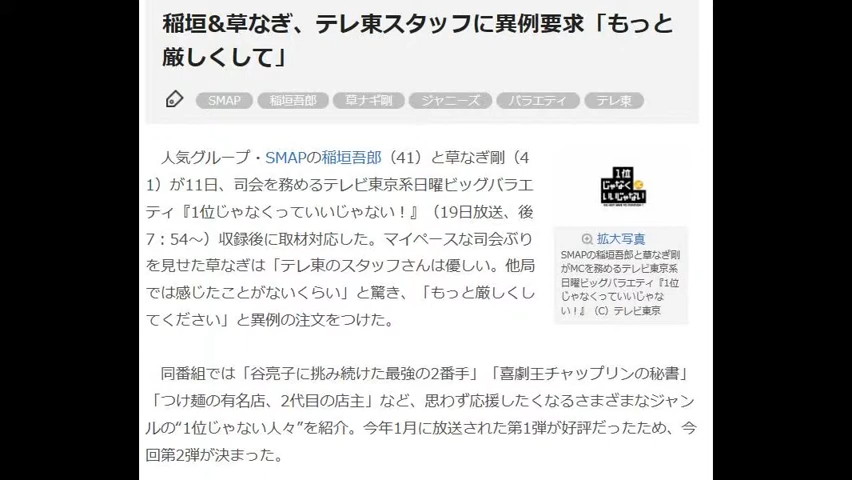 稲垣&草なぎ、テレ東スタッフに異例要求「もっと
厳しくして」
SMAP 稲垣吾郎 草ナギ剛 ジャニーズ バラエティ テレ東
人気グループ・SMAPの稲垣吾郎（41）と草なぎ剛（4
1）が11日、司会を務めるテレビ東京系日曜ビッグバラエ
ティ『1位じゃなくっていいじゃない！』（19日放送、後
7：54～）収録後に取材対応した。マイペースな司会ぶり
を見せた草なぎは「テレ東のスタッフさんは優しい。他局
では感じたことがないくらい」と驚き、「もっと厳しくし
てください」と異例の注文をつけた。
1位
じゃなく
いいじゃない
拡大写真
SMAPの稲垣吾郎と草なぎ剛
がMCを務めるテレビ東京系
日曜ビッグバラエティ『1位
じゃなくっていいじゃな
い！』（C）テレビ東京
同番組では「谷亮子に挑み続けた最強の2番手」「喜劇王チャップリンの秘書」
「つけ麺の有名店、2代目の店主」など、思わず応援したくなるさまざまなジャン
ルの“1位じゃない人々”を紹介。今年1月に放送された第1弾が好評だったため、今
回第2弾が決まった。